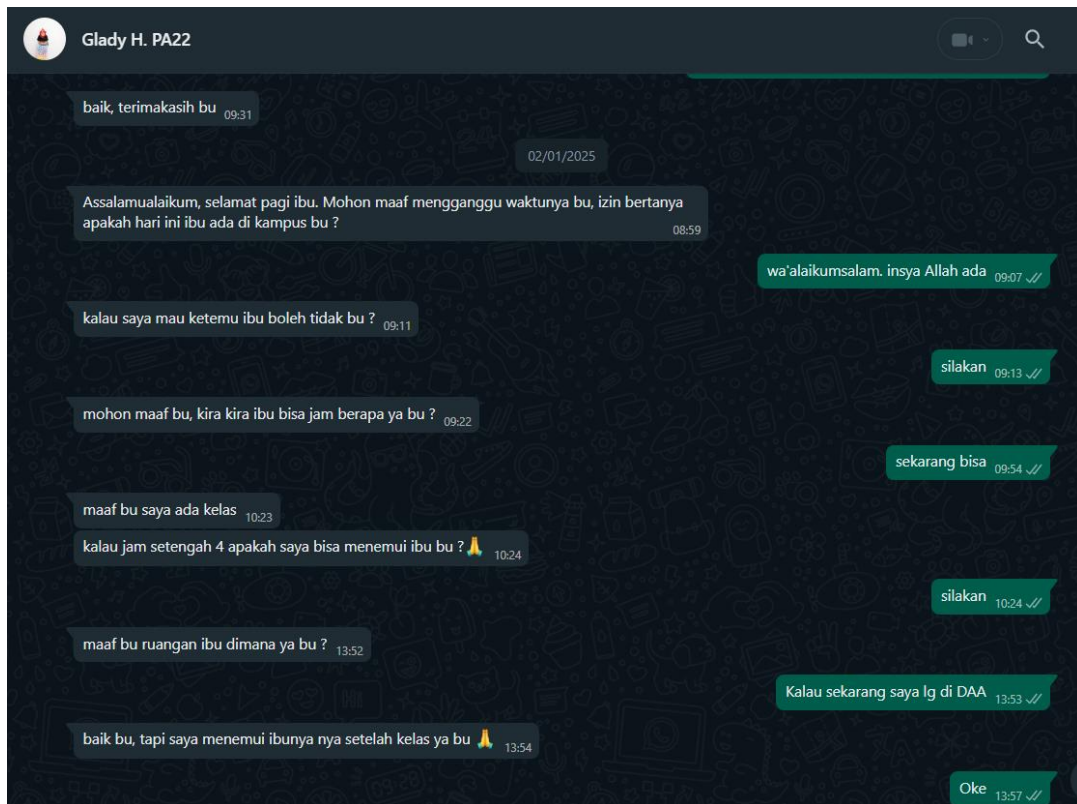 Glady H. PA22
baik, terimakasih bu 09:31
02/01/2025
Assalamualaikum, selamat pagi ibu. Mohon maaf mengganggu waktunya bu, izin bertanya
apakah hari ini ibu ada di kampus bu ? 08:59
wa'alaikumsalam. insya Allah ada 09:07
kalau saya mau ketemu ibu boleh tidak bu ? 09:11
silakan 09:13
mohon maaf bu, kira kira ibu bisa jam berapa ya bu ? 09:22
sekarang bisa 09:54
maaf bu saya ada kelas 10:23
kalau jam setengah 4 apakah saya bisa menemui ibu bu ?🙏 10:24
silakan 10:24
maaf bu ruangan ibu dimana ya bu ? 13:52
Kalau sekarang saya lg di DAA 13:53
baik bu, tapi saya menemui ibunya nya setelah kelas ya bu 🙏 13:54
Oke 13:57